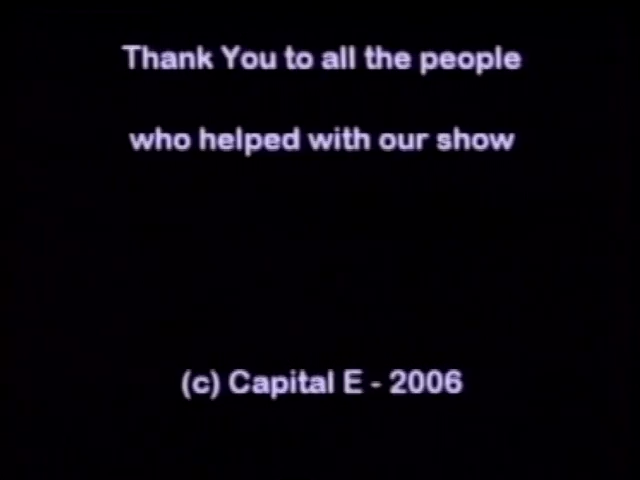 Thank You to all the people
who helped with our show
(c) Capital E - 2006